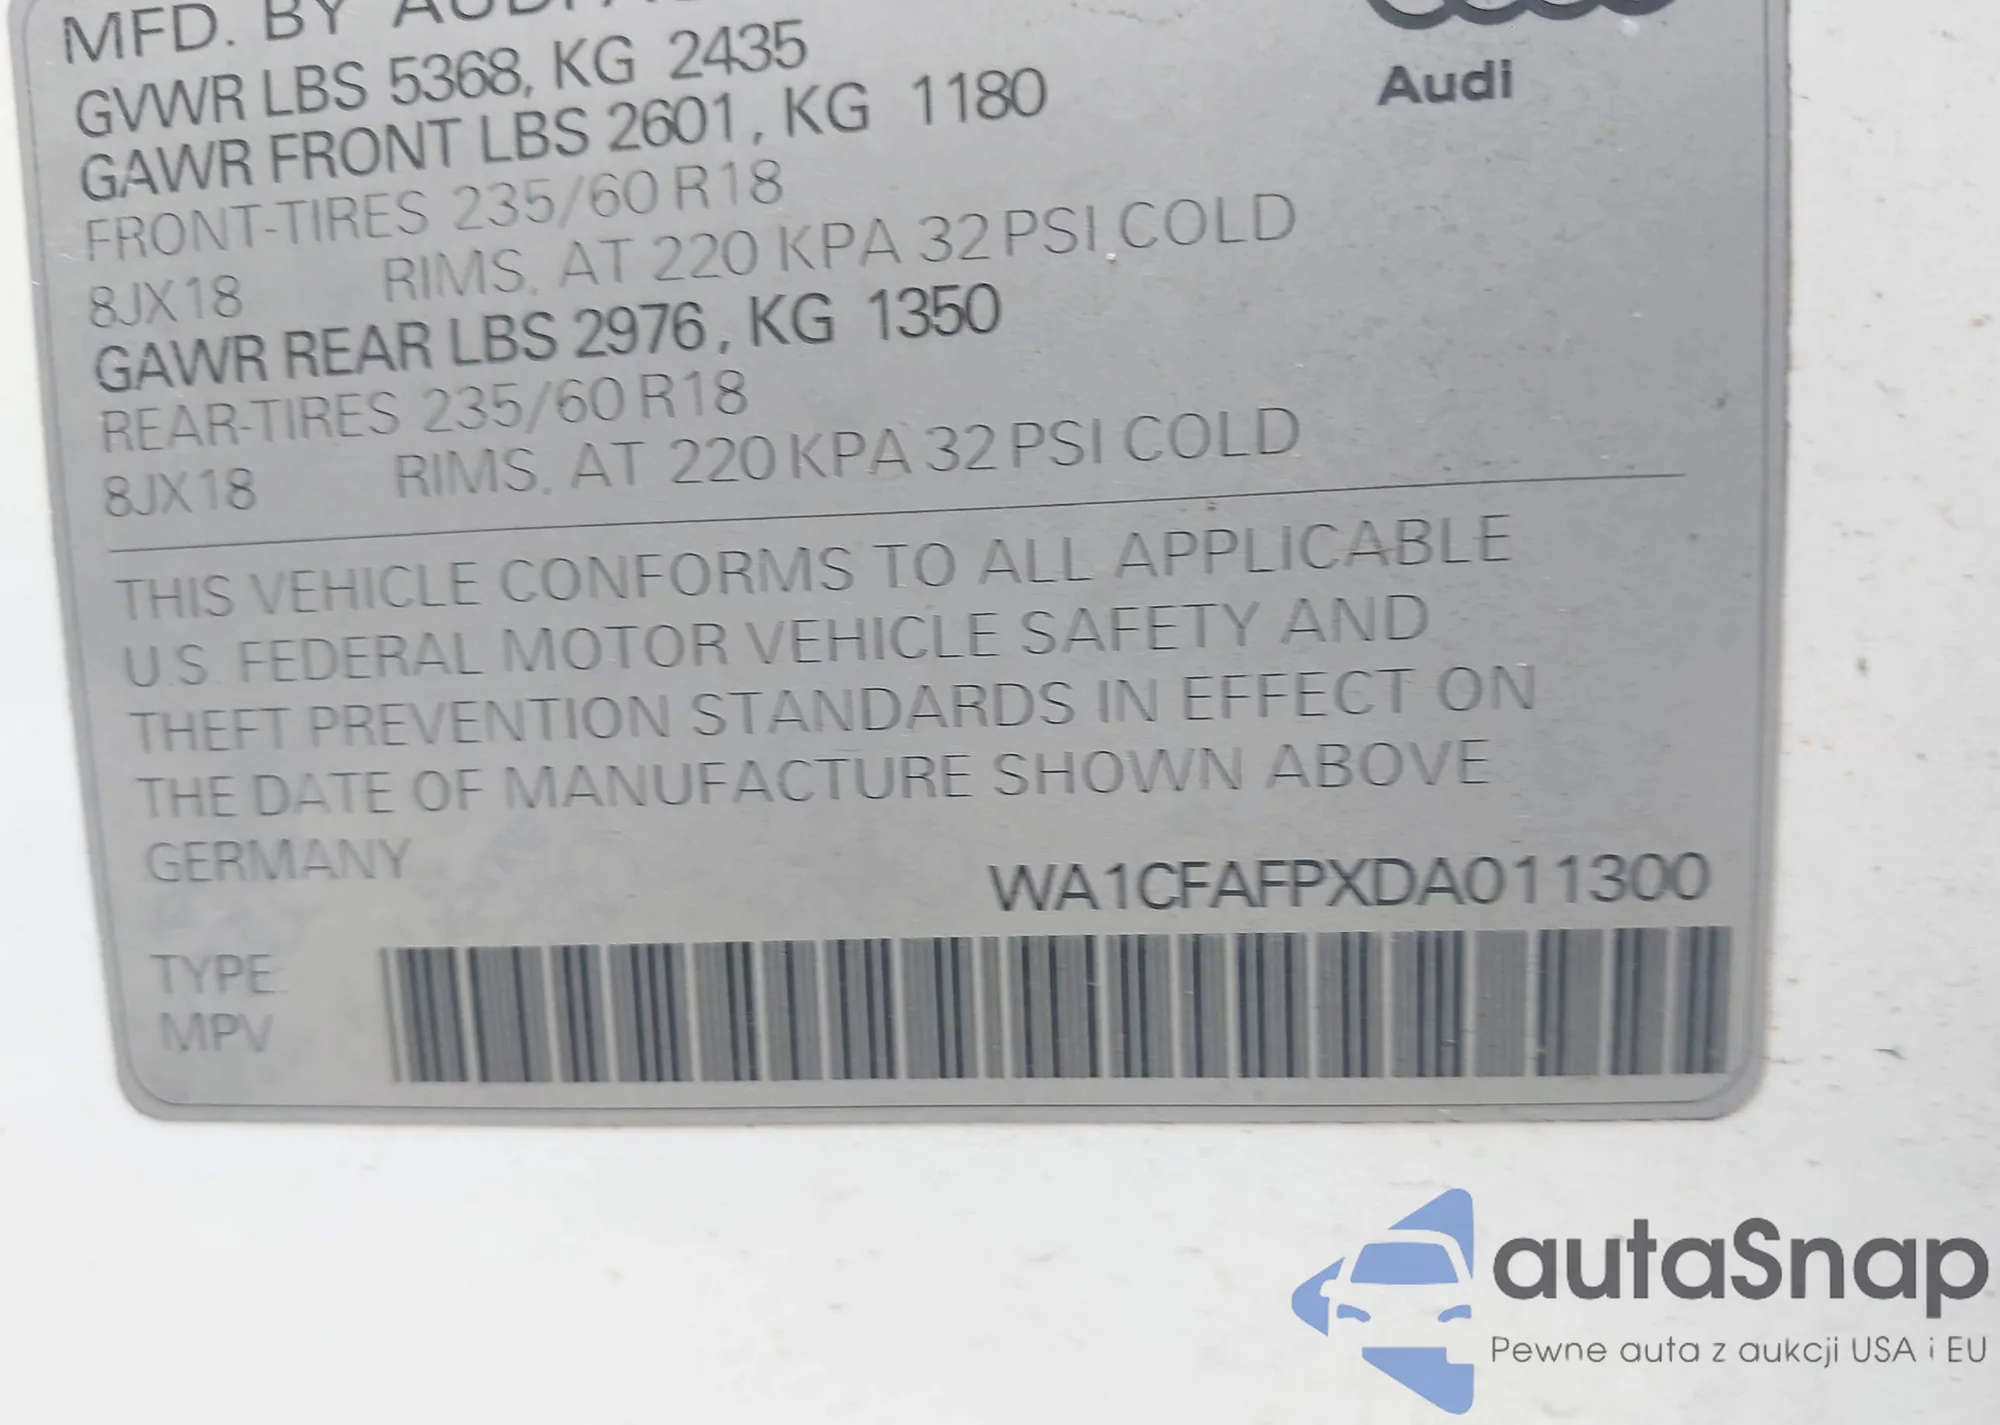 MFD. BY AUDI
Audi
GVWR LBS 5368, KG 2435
GAWR FRONT LBS 2601, KG 1180
FRONT-TIRES 235/60 R18
8JX18 RIMS. AT 220 KPA 32 PSI COLD
GAWR REAR LBS 2976, KG 1350
REAR-TIRES 235/60 R18
8JX18 RIMS. AT 220 KPA 32 PSI COLD
THIS VEHICLE CONFORMS TO ALL APPLICABLE
U.S. FEDERAL MOTOR VEHICLE SAFETY AND
THEFT PREVENTION STANDARDS IN EFFECT ON
THE DATE OF MANUFACTURE SHOWN ABOVE
GERMANY
WA1CFAFPXDA011300
TYPE:
MPV
autaSnap
Pewne auta z aukcji USA i EU